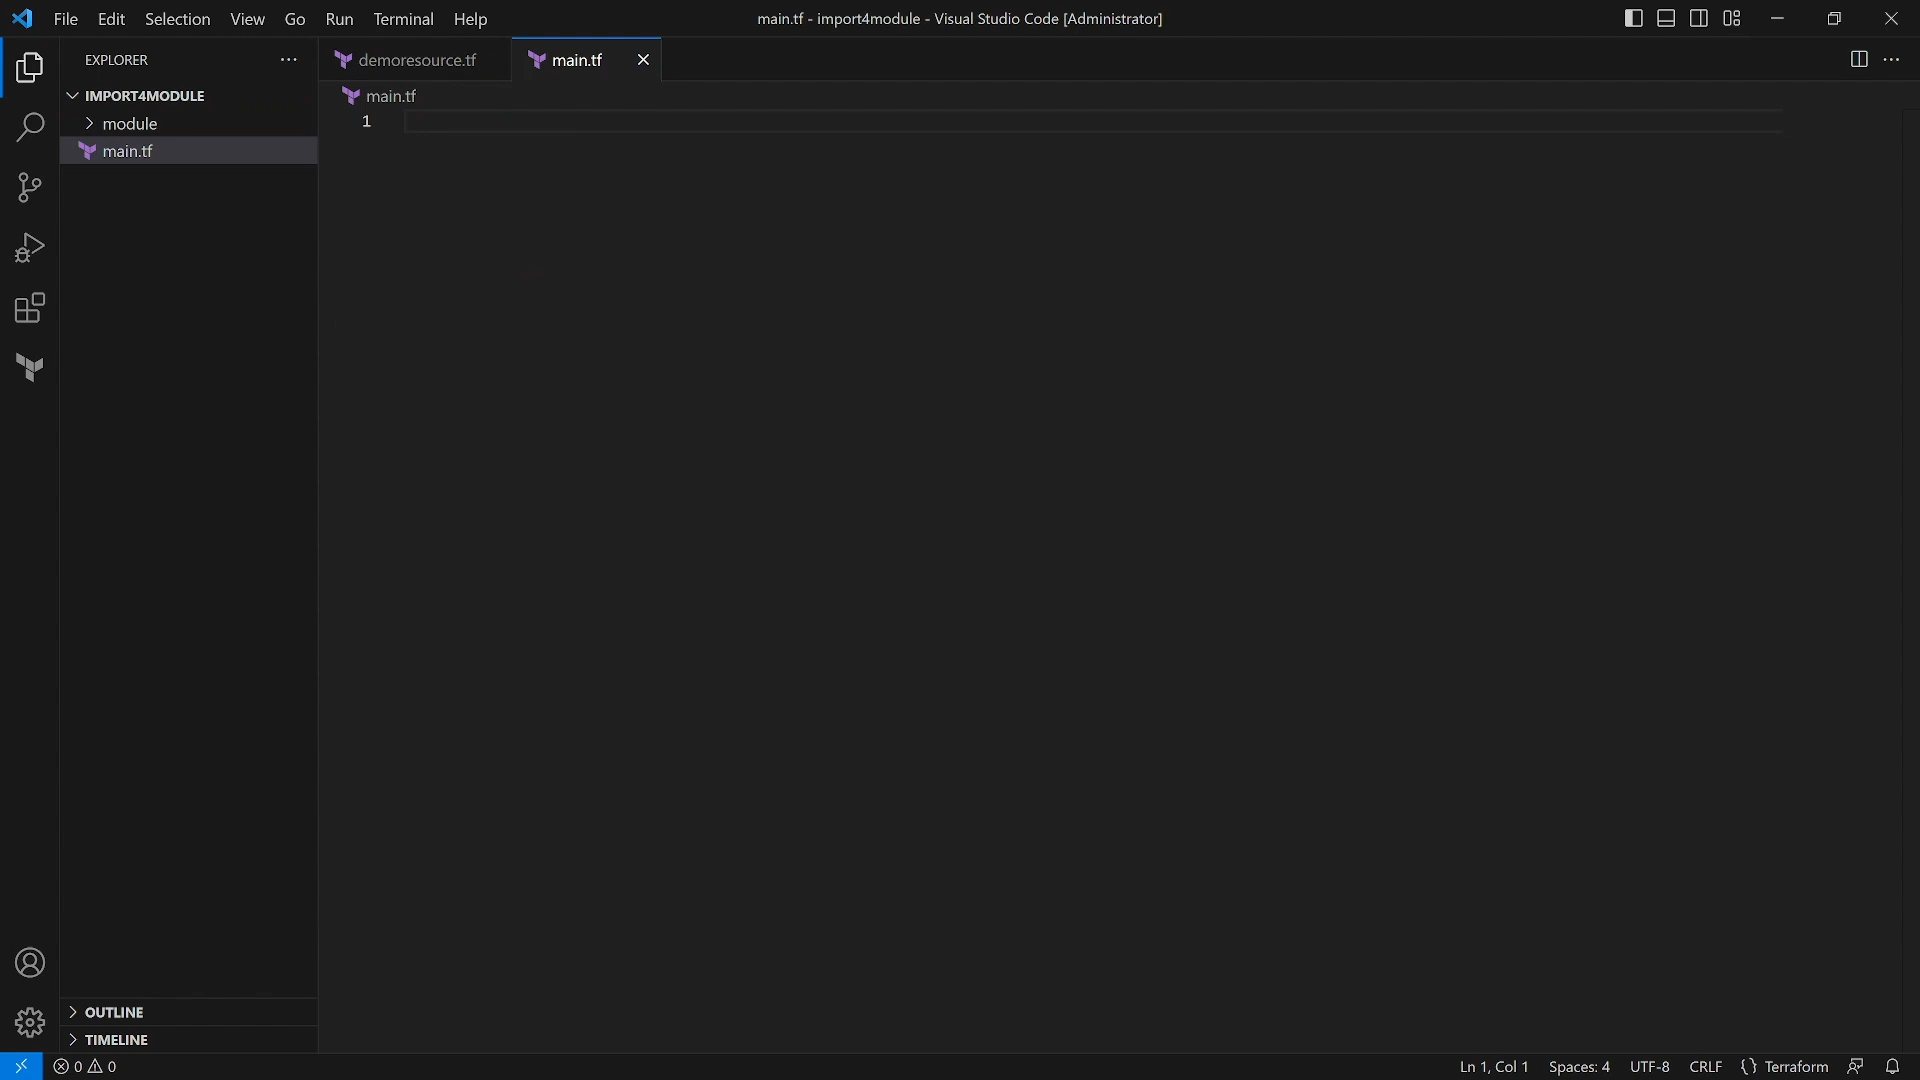 File Edit Selection View Go Run Terminal Help
main.tf - import4module - Visual Studio Code [Administrator]
EXPLORER
demoresource.tf
main.tf
IMPORT4MODULE
main.tf
module
1
main.tf
OUTLINE
TIMELINE
0 0
Ln 1, Col 1
Spaces: 4
UTF-8
CRLF
{} Terraform